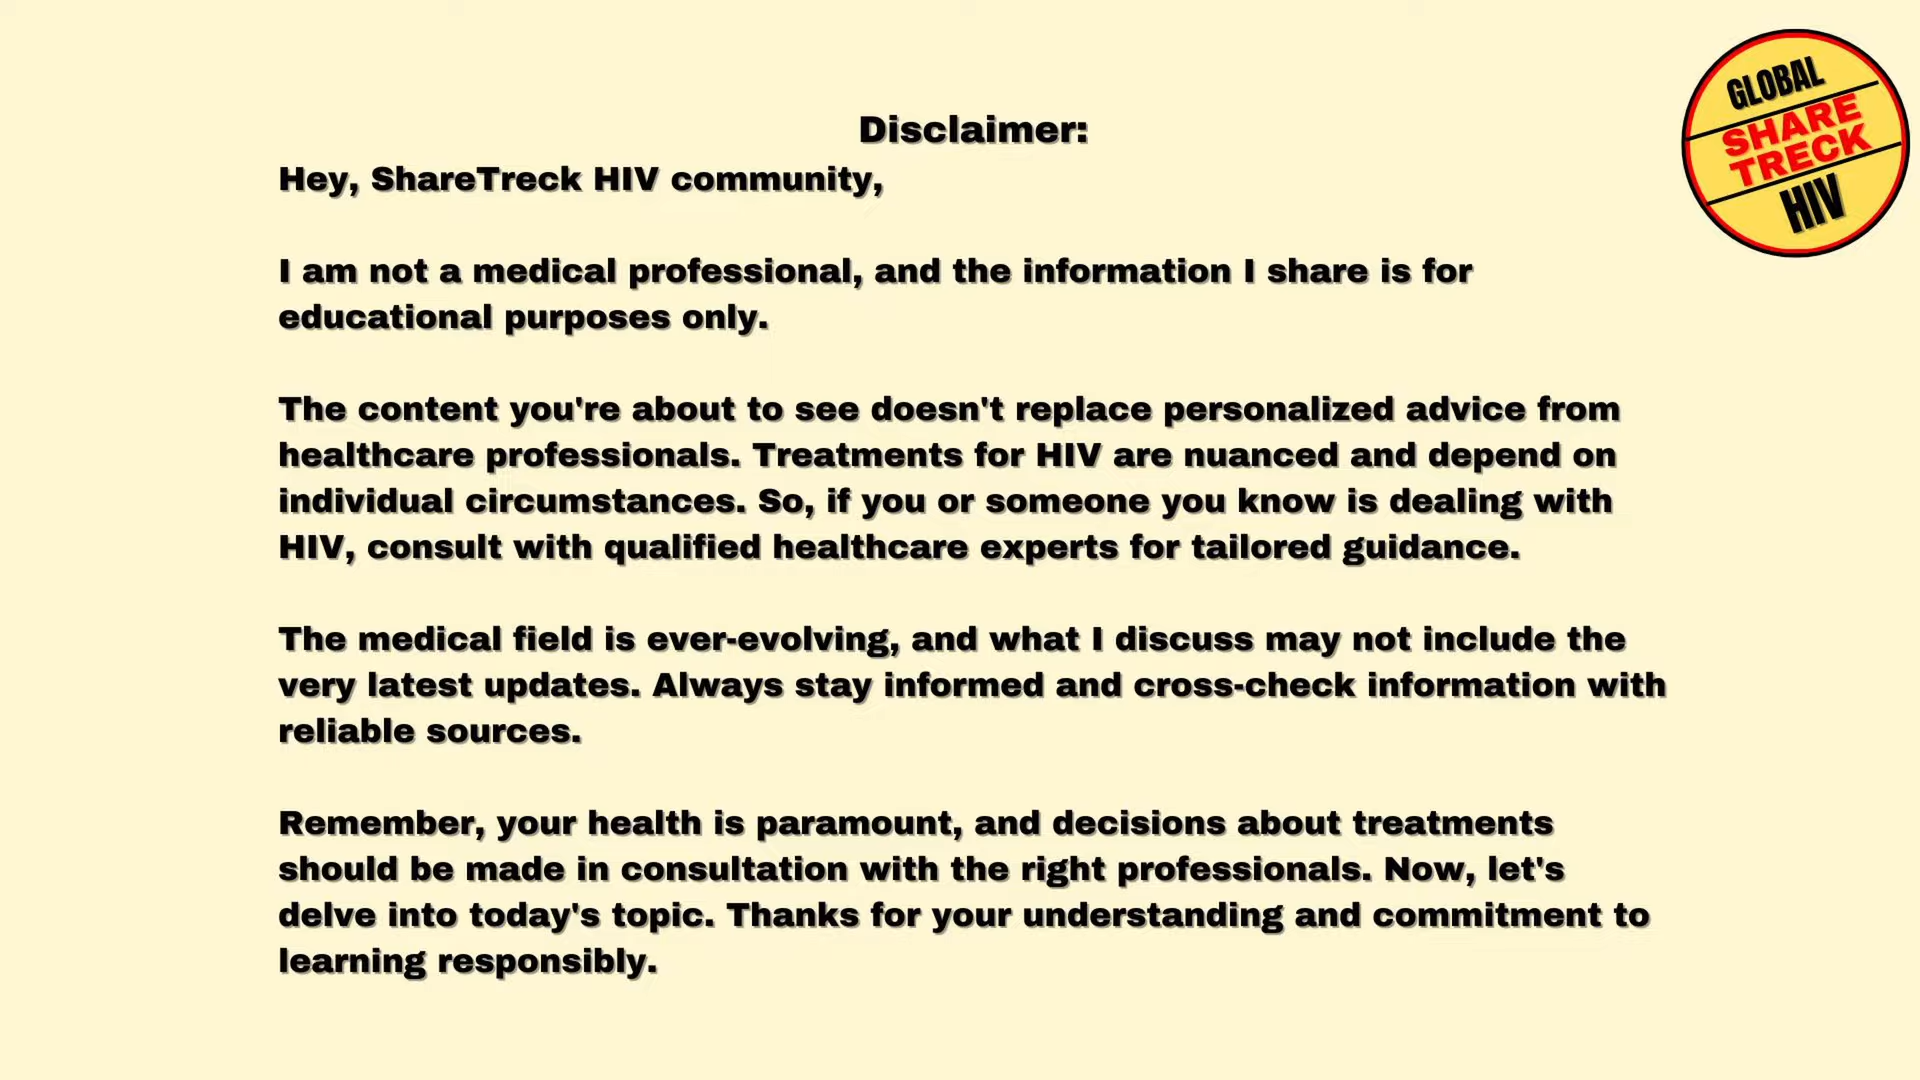 GLOBAL
SHARE
TRECK
HIV
Disclaimer:
Hey, ShareTreck HIV community,
I am not a medical professional, and the information I share is for
educational purposes only.
The content you're about to see doesn't replace personalized advice from
healthcare professionals. Treatments for HIV are nuanced and depend on
individual circumstances. So, if you or someone you know is dealing with
HIV, consult with qualified healthcare experts for tailored guidance.
The medical field is ever-evolving, and what I discuss may not include the
very latest updates. Always stay informed and cross-check information with
reliable sources.
Remember, your health is paramount, and decisions about treatments
should be made in consultation with the right professionals. Now, let's
delve into today's topic. Thanks for your understanding and commitment to
learning responsibly.